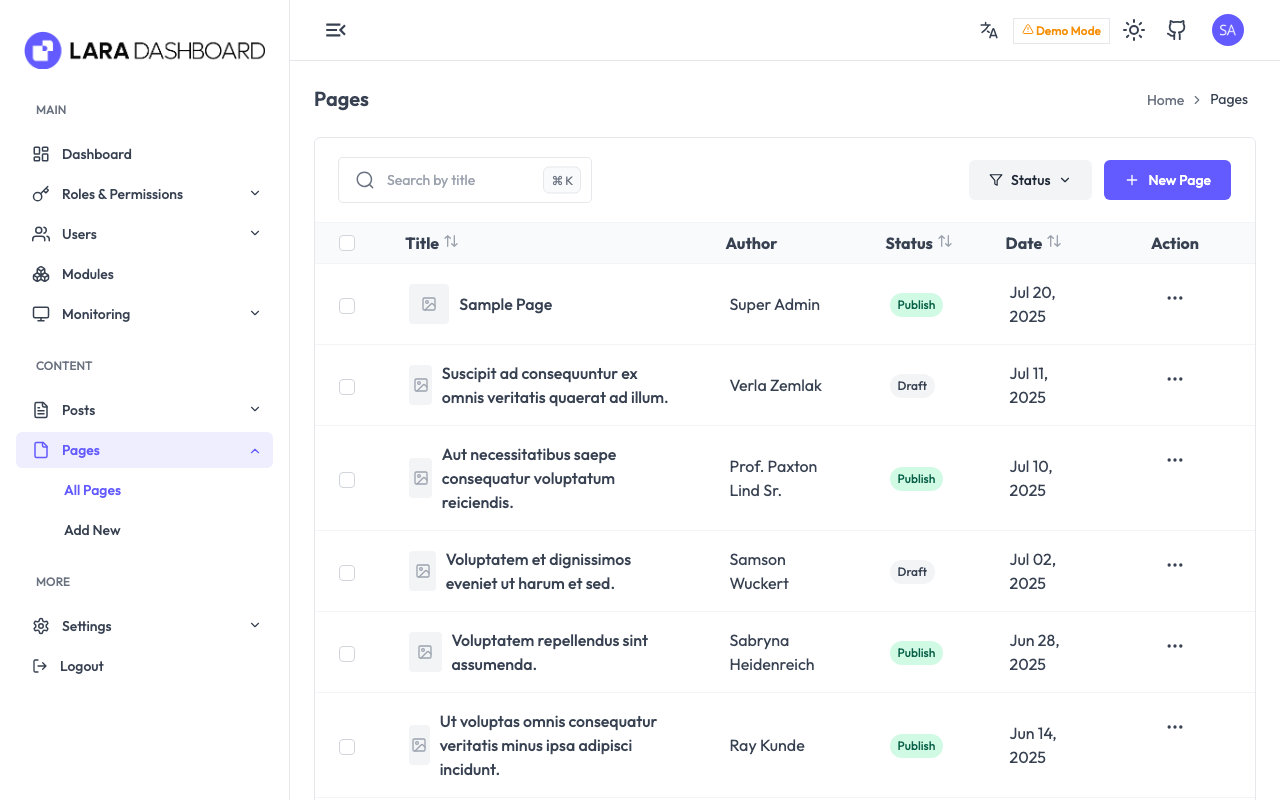 LARA DASHBOARD
MAIN
Dashboard
Roles & Permissions
Users
Modules
Monitoring
CONTENT
Posts
Pages
All Pages
Add New
MORE
Settings
Logout
Demo Mode
SA
Pages
Home
Pages
Search by title
⌘ K
Status
New Page
Title
Author
Status
Date
Action
Sample Page
Super Admin
Publish
Jul 20,
2025
Suscipit ad consequuntur ex
omnis veritatis quaerat ad illum.
Verla Zemlak
Draft
Jul 11,
2025
Aut necessitatibus saepe
consequatur voluptatum
reiciendis.
Prof. Paxton
Lind Sr.
Publish
Jul 10,
2025
Voluptatem et dignissimos
eveniet ut harum et sed.
Samson
Wuckert
Draft
Jul 02,
2025
Voluptatem repellendus sint
assumenda.
Sabryna
Heidenreich
Publish
Jun 28,
2025
Ut voluptas omnis consequatur
veritatis minus ipsa adipisci
incidunt.
Ray Kunde
Publish
Jun 14,
2025